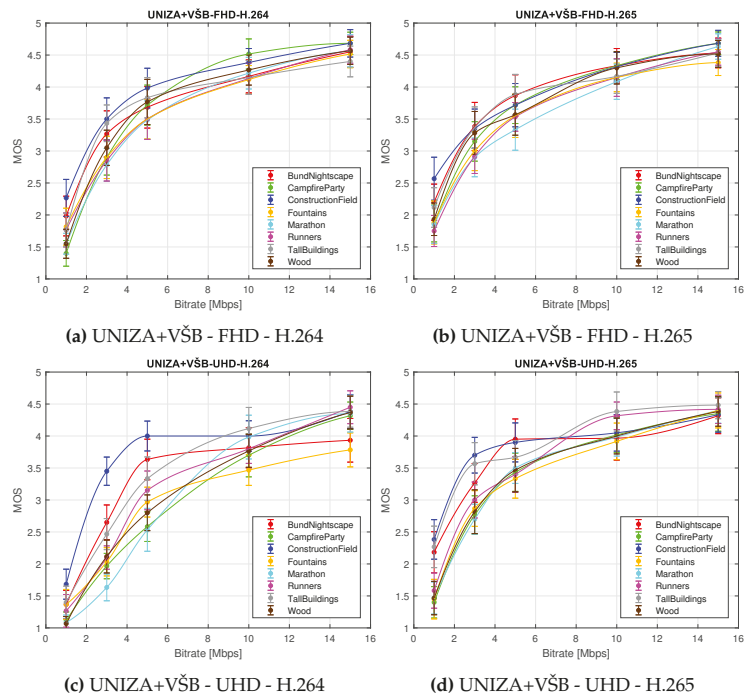 UNIZA+VŠB-FHD-H.264
MOS
5
4.5
4
3.5
3
2.5
2
1.5
1
0 2 4 6 8 10 12 14 16
Bitrate [Mbps]
BundNightscape
CampfireParty
ConstructionField
Fountains
Marathon
Runners
TallBuildings
Wood
(a) UNIZA+VŠB - FHD - H.264
UNIZA+VŠB-FHD-H.265
MOS
5
4.5
4
3.5
3
2.5
2
1.5
1
0 2 4 6 8 10 12 14 16
Bitrate [Mbps]
BundNightscape
CampfireParty
ConstructionField
Fountains
Marathon
Runners
TallBuildings
Wood
(b) UNIZA+VŠB - FHD - H.265
UNIZA+VŠB-UHD-H.264
MOS
5
4.5
4
3.5
3
2.5
2
1.5
1
0 2 4 6 8 10 12 14 16
Bitrate [Mbps]
BundNightscape
CampfireParty
ConstructionField
Fountains
Marathon
Runners
TallBuildings
Wood
(c) UNIZA+VŠB - UHD - H.264
UNIZA+VŠB-UHD-H.265
MOS
5
4.5
4
3.5
3
2.5
2
1.5
1
0 2 4 6 8 10 12 14 16
Bitrate [Mbps]
BundNightscape
CampfireParty
ConstructionField
Fountains
Marathon
Runners
TallBuildings
Wood
(d) UNIZA+VŠB - UHD - H.265